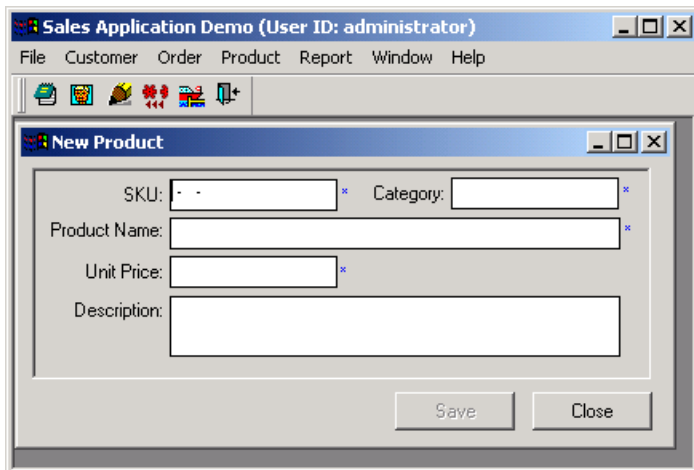 Sales Application Demo (User ID: administrator)
File Customer Order Product Report Window Help
New Product
SKU: - - * Category: *
Product Name: *
Unit Price: *
Description:
Save Close